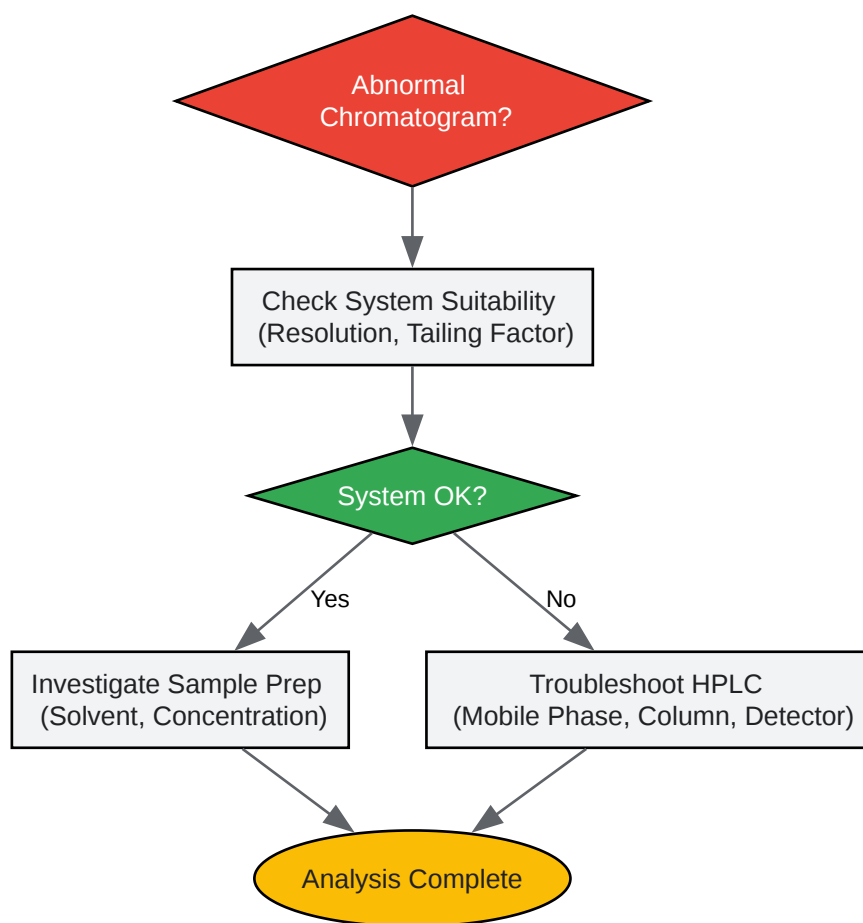 Abnormal
Chromatogram?
Check System Suitability
(Resolution, Tailing Factor)
System OK?
Yes
No
Investigate Sample Prep
(Solvent, Concentration)
Troubleshoot HPLC
(Mobile Phase, Column, Detector)
Analysis Complete